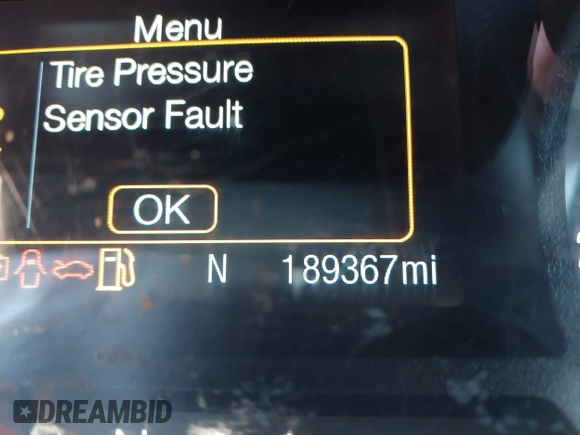 Menu
Tire Pressure
Sensor Fault
OK
N 189367mi
DREAMBID